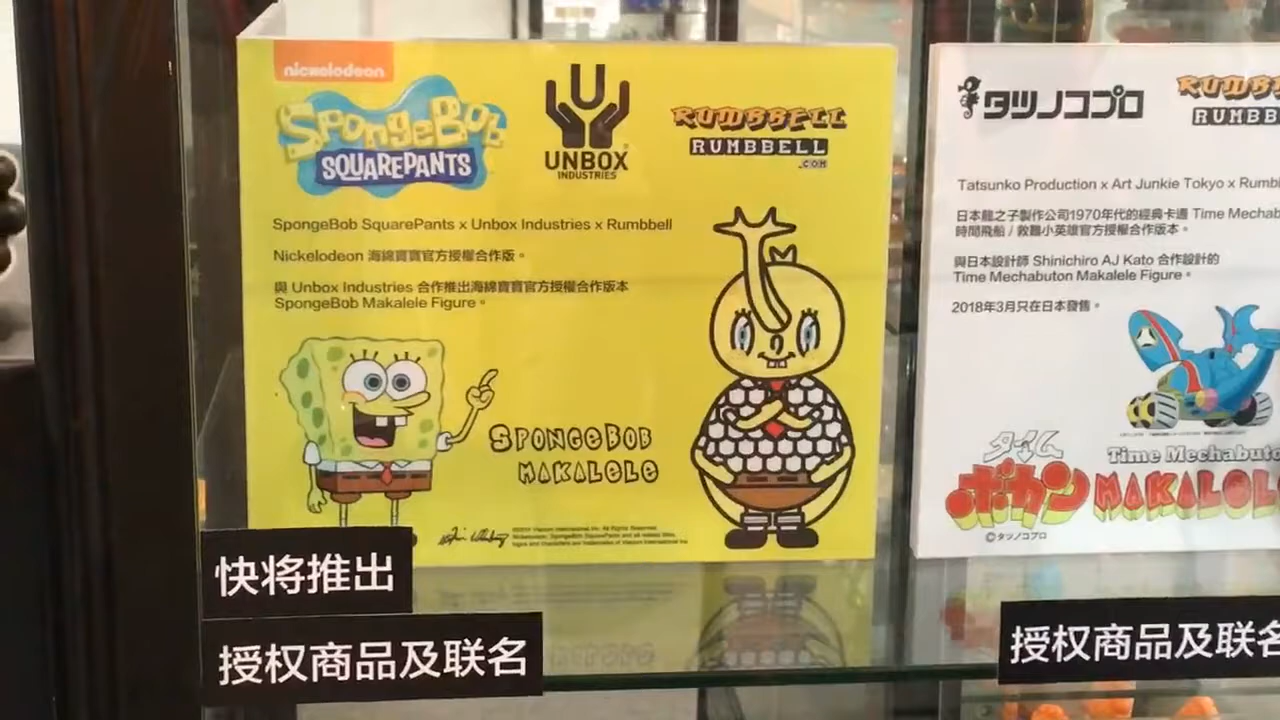 nickelodeon
SpongeBob
SQUAREPANTS
UNBOX
INDUSTRIES
RUMBBELL
RUMBBELL
.COM
SpongeBob SquarePants x Unbox Industries x Rumbbell
Nickelodeon 海綿寶寶官方授權合作版。
與 Unbox Industries 合作推出海綿寶寶官方授權合作版本
SpongeBob Makalele Figure。
SPONGEBOB
MAKALELE
快将推出
授权商品及联名
タツノコプロ
RUMBB
RUMBB
Tatsunko Production x Art Junkie Tokyo x Rumb
日本龍之子製作公司1970年代的經典卡通 Time Mechab
時間飛船 / 救難小英雄官方授權合作版本。
與日本設計師 Shinichiro AJ Kato 合作設計的
Time Mechabuton Makalele Figure。
2018年3月只在日本發售。
タイム
ボカン
Time Mechabuto
MAKALEL
©タツノコプロ
授权商品及联名